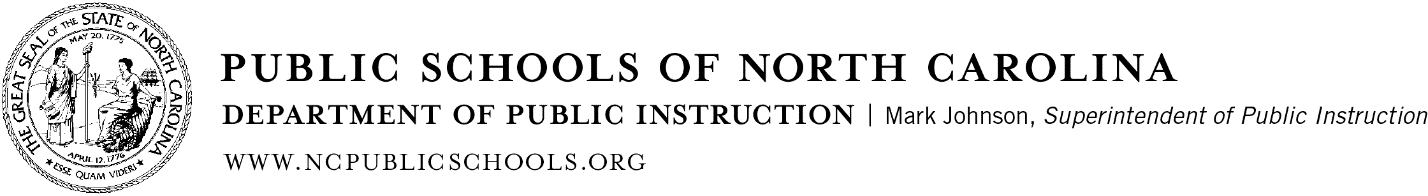 THE GREAT SEAL OF THE STATE OF NORTH CAROLINA
MAY 20, 1775
APRIL 12, 1776
★ ESSE QUAM VIDERI ★
PUBLIC SCHOOLS OF NORTH CAROLINA
DEPARTMENT OF PUBLIC INSTRUCTION | Mark Johnson, Superintendent of Public Instruction
WWW.NCPUBLICSCHOOLS.ORG